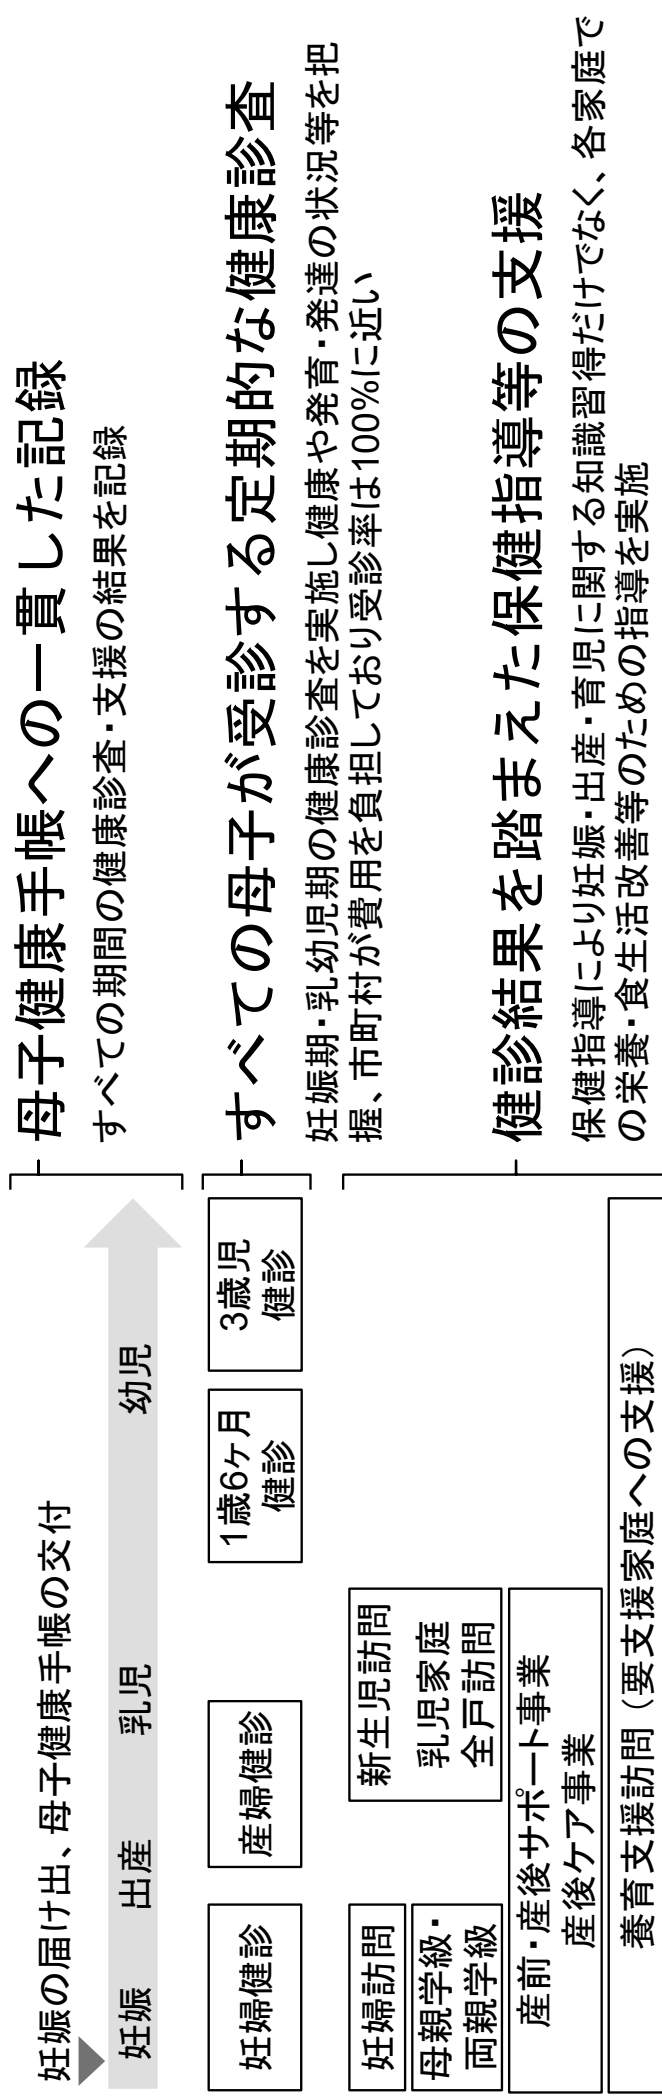 妊娠の届け出、母子健康手帳の交付
妊娠
出産
乳児
幼児
母子健康手帳への一貫した記録
すべての期間の健康診査・支援の結果を記録
妊婦健診
産婦健診
1歳6ヶ月
健診
3歳児
健診
すべての母子が受診する定期的な健康診査
妊娠期・乳幼児期の健康診査を実施し健康や発育・発達の状況等を把
握、市町村が費用を負担しており受診率は100%に近い
妊婦訪問
母親学級・
両親学級
新生児訪問
乳児家庭
全戸訪問
産前・産後サポート事業
産後ケア事業
養育支援訪問（要支援家庭への支援）
健診結果を踏まえた保健指導等の支援
保健指導により妊娠・出産・育児に関する知識習得だけでなく、各家庭で
の栄養・食生活改善等のための指導を実施